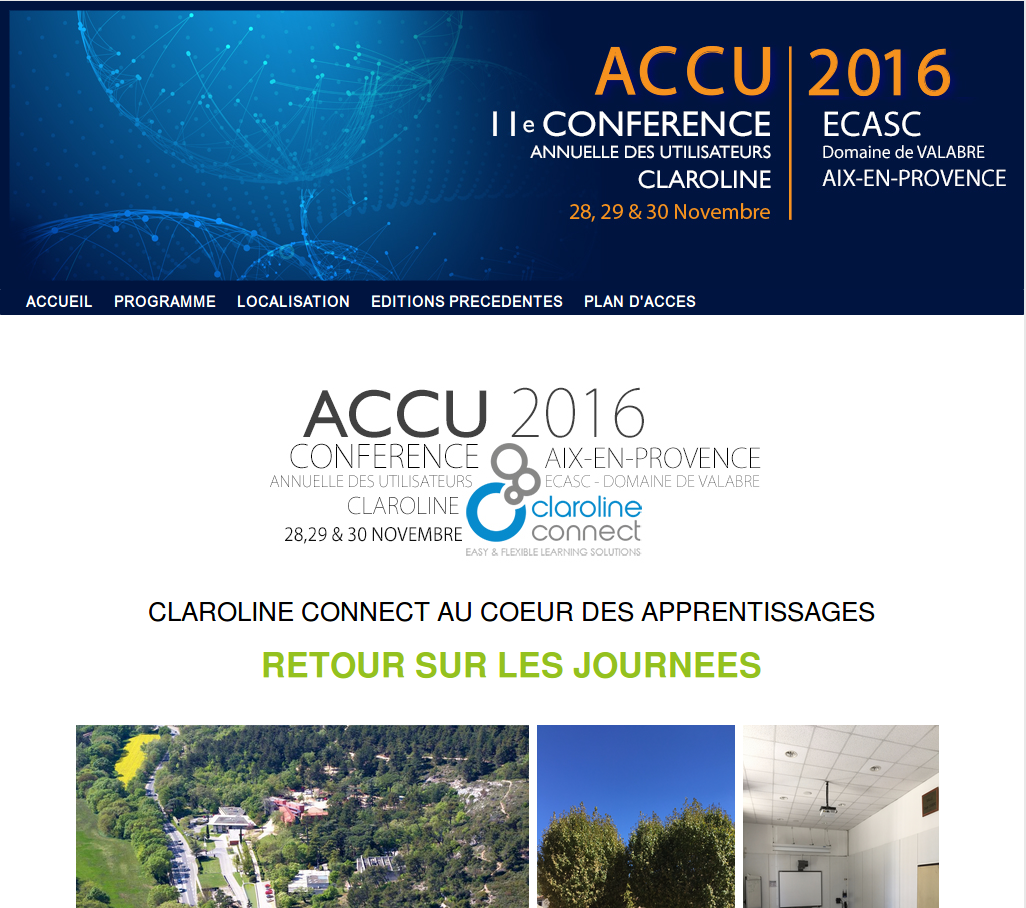 ACCU 2016
11e CONFERENCE
ANNUELLE DES UTILISATEURS
CLAROLINE
28, 29 & 30 Novembre
ECASC
Domaine de VALABRE
AIX-EN-PROVENCE
ACCUEIL PROGRAMME LOCALISATION EDITIONS PRECEDENTES PLAN D'ACCES
ACCU 2016
CONFERENCE
ANNUELLE DES UTILISATEURS
CLAROLINE
28,29 & 30 NOVEMBRE
AIX-EN-PROVENCE
ECASC - DOMAINE DE VALABRE
claroline
connect
EASY & FLEXIBLE LEARNING SOLUTIONS
CLAROLINE CONNECT AU COEUR DES APPRENTISSAGES
RETOUR SUR LES JOURNEES